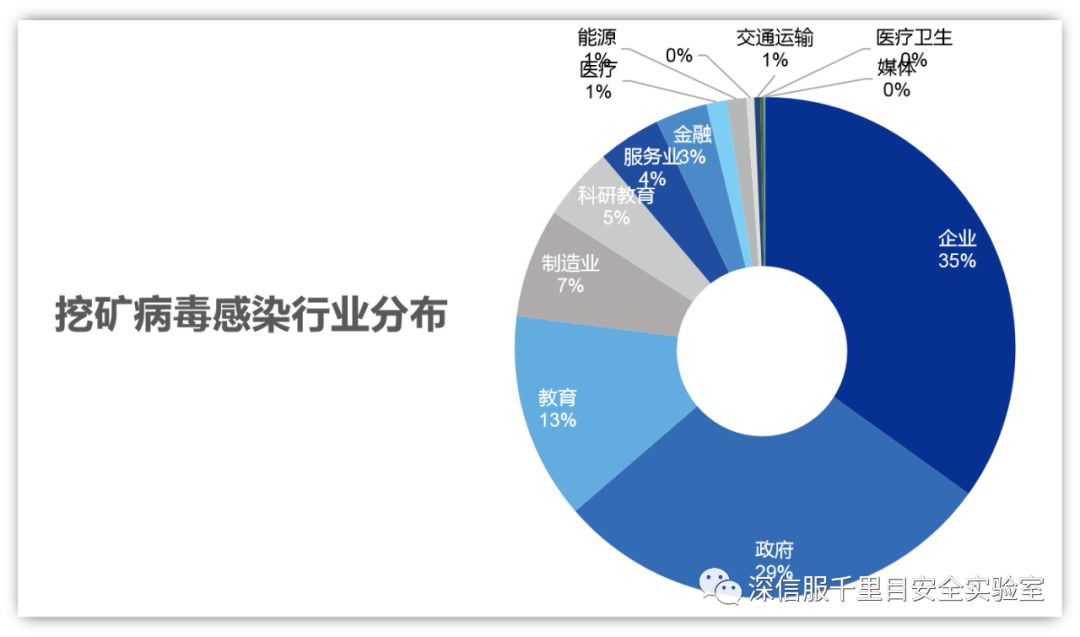 能源
1%
医疗
1%
0%
交通运输
1%
医疗卫生
0%
媒体
0%
金融
3%
服务业
4%
科研教育
5%
企业
35%
制造业
7%
挖矿病毒感染行业分布
教育
13%
政府
29%
深信服千里目安全实验室